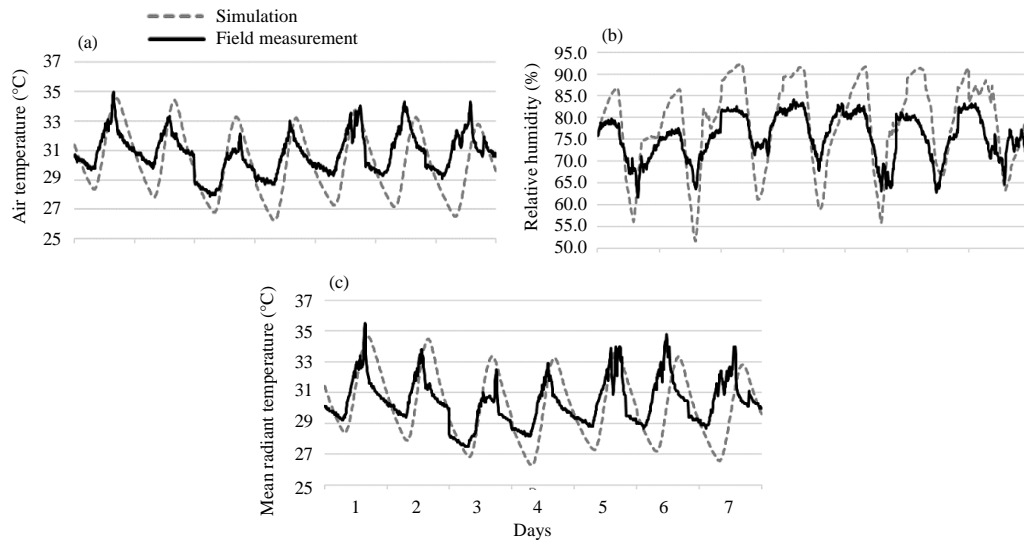 Simulation
Field measurement
(a)
Air temperature (°C)
37
35
33
31
29
27
25
(b)
Relative humidity (%)
95.0
90.0
85.0
80.0
75.0
70.0
65.0
60.0
55.0
50.0
(c)
Mean radiant temperature (°C)
37
35
33
31
29
27
25
1 2 3 4 5 6 7
Days